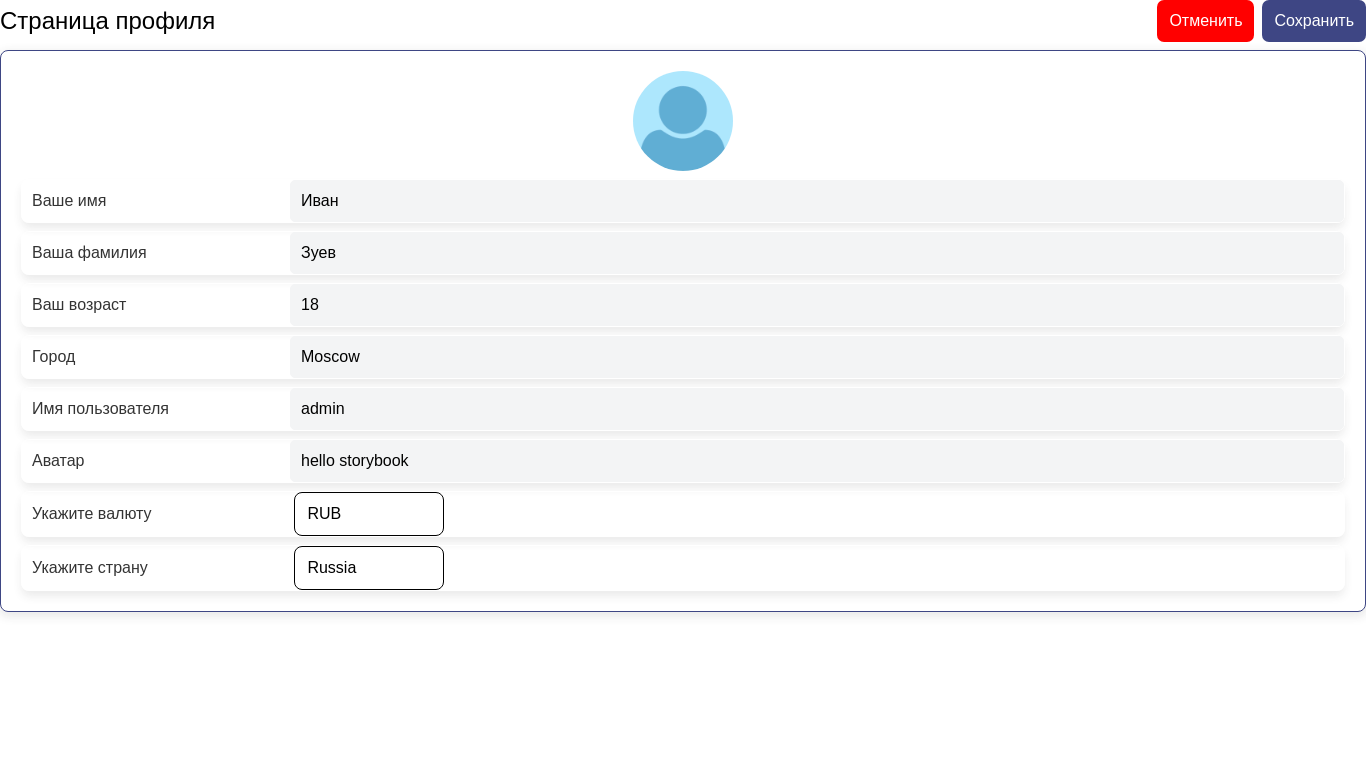 Страница профиля
Отменить
Сохранить
Ваше имя
Иван
Ваша фамилия
Зуев
Ваш возраст
18
Город
Moscow
Имя пользователя
admin
Аватар
hello storybook
Укажите валюту
RUB
Укажите страну
Russia